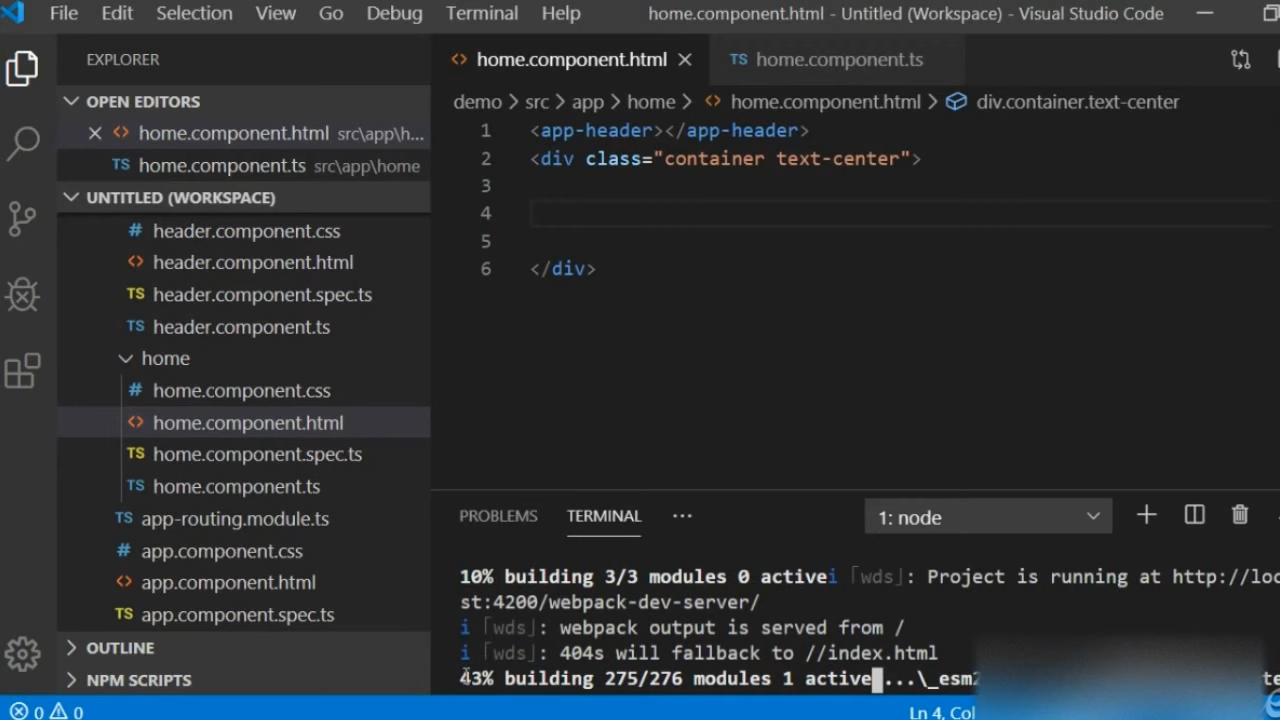 File Edit Selection View Go Debug Terminal Help home.component.html - Untitled (Workspace) - Visual Studio Code
EXPLORER
OPEN EDITORS
home.component.html src\app\h...
TS home.component.ts src\app\home
UNTITLED (WORKSPACE)
# header.component.css
<> header.component.html
TS header.component.spec.ts
TS header.component.ts
home
# home.component.css
<> home.component.html
TS home.component.spec.ts
TS home.component.ts
TS app-routing.module.ts
# app.component.css
<> app.component.html
TS app.component.spec.ts
OUTLINE
NPM SCRIPTS
<> home.component.html
TS home.component.ts
demo > src > app > home > <> home.component.html > div.container.text-center
1 <app-header></app-header>
2 <div class="container text-center">
3
4
5
6 </div>
PROBLEMS TERMINAL ... 1: node
10% building 3/3 modules 0 activei ｢wds｣: Project is running at http://loc
st:4200/webpack-dev-server/
i ｢wds｣: webpack output is served from /
i ｢wds｣: 404s will fallback to //index.html
43% building 275/276 modules 1 active ...\_esm
0 0 Ln 4, Col